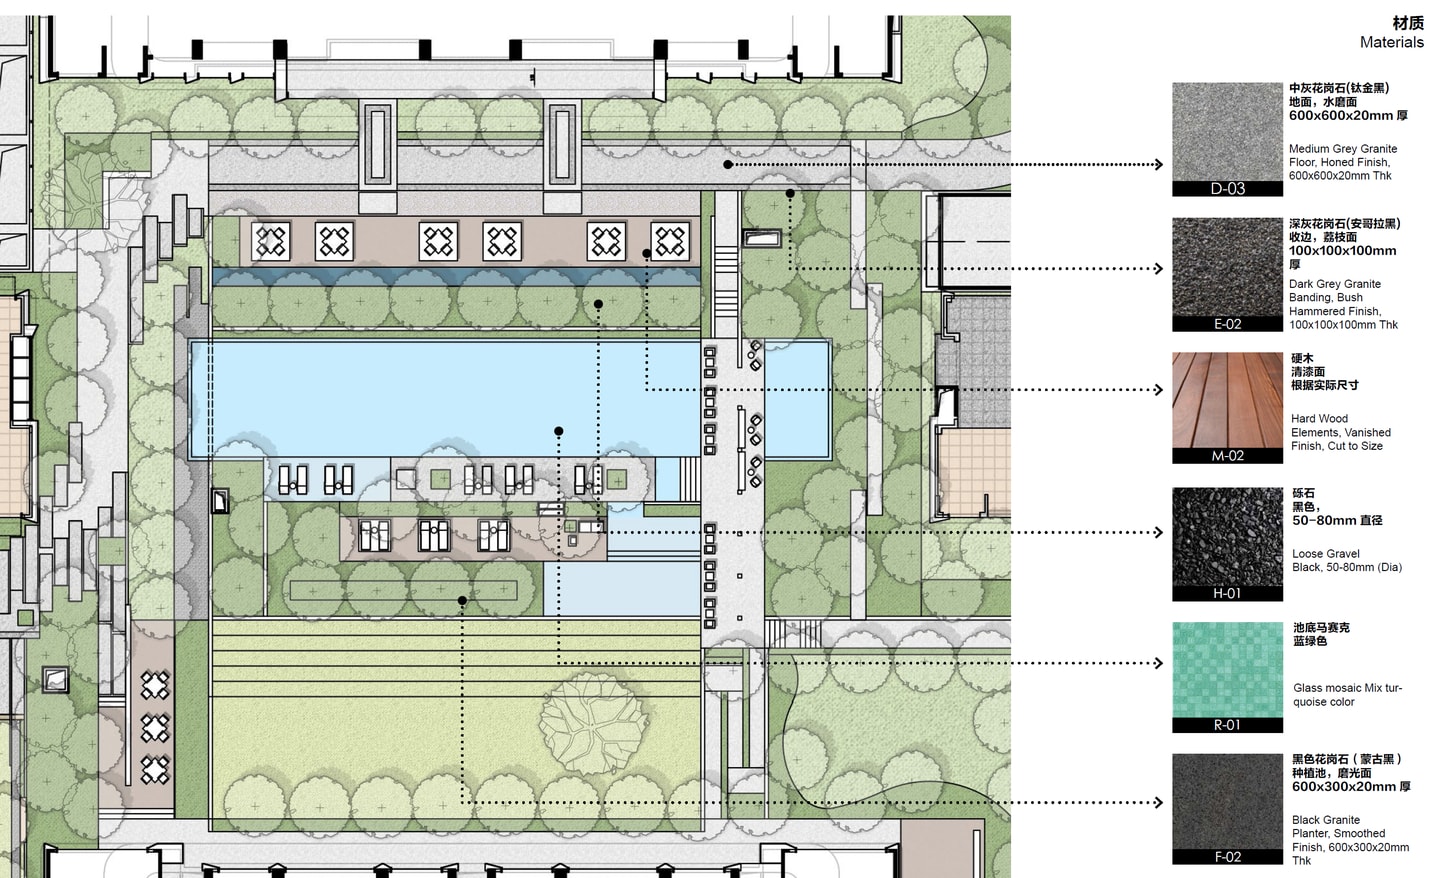 材质
Materials
中灰花岗石(钛金黑)
地面，水磨面
600x600x20mm 厚
Medium Grey Granite
Floor, Honed Finish,
600x600x20mm Thk
D-03
深灰花岗石(安哥拉黑)
收边，荔枝面
100x100x100mm
厚
Dark Grey Granite
Banding, Bush
Hammered Finish,
100x100x100mm Thk
E-02
硬木
清漆面
根据实际尺寸
Hard Wood
Elements, Vanished
Finish, Cut to Size
M-02
砾石
黑色，
50-80mm 直径
Loose Gravel
Black, 50-80mm (Dia)
H-01
池底马赛克
蓝绿色
Glass mosaic Mix tur-
quoise color
R-01
黑色花岗石（蒙古黑）
种植池，磨光面
600x300x20mm 厚
Black Granite
Planter, Smoothed
Finish, 600x300x20mm
Thk
F-02